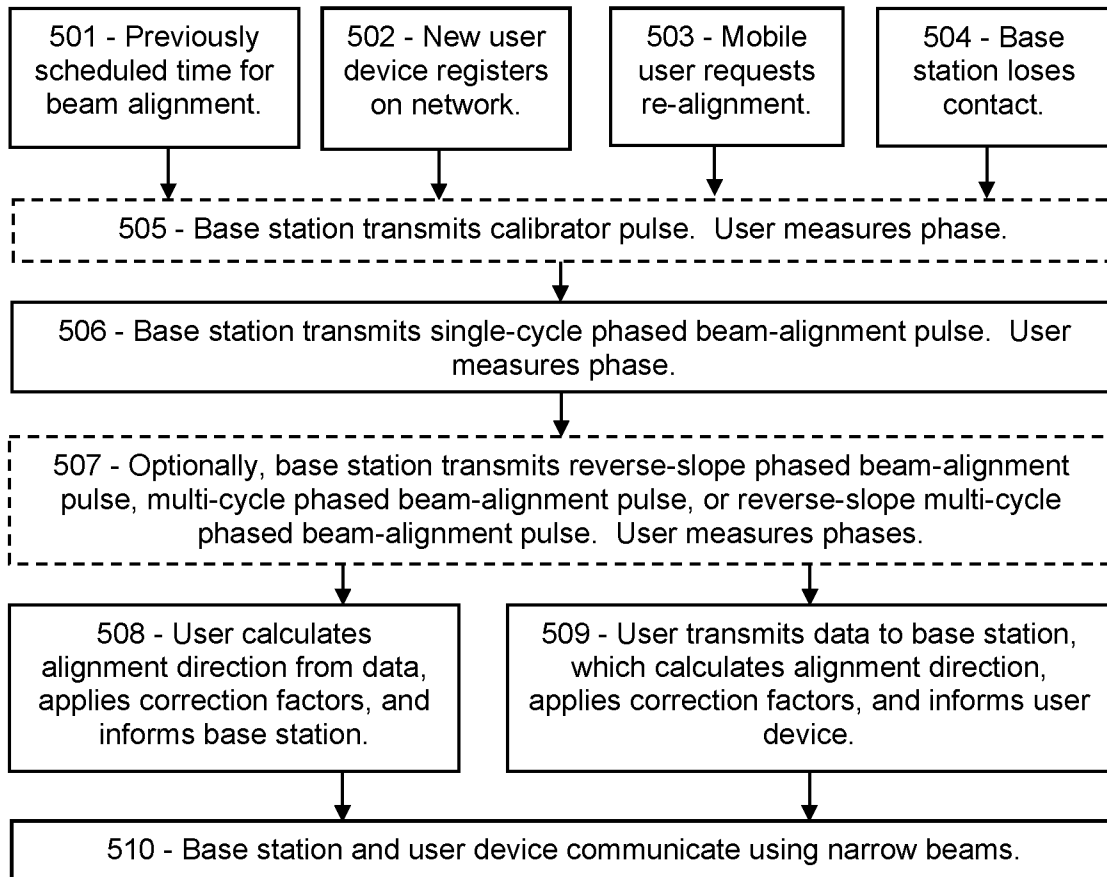 501 - Previously
scheduled time for
beam alignment.
502 - New user
device registers
on network.
503 - Mobile
user requests
re-alignment.
504 - Base
station loses
contact.
505 - Base station transmits calibrator pulse.  User measures phase.
506 - Base station transmits single-cycle phased beam-alignment pulse.  User
measures phase.
507 - Optionally, base station transmits reverse-slope phased beam-alignment
pulse, multi-cycle phased beam-alignment pulse, or reverse-slope multi-cycle
phased beam-alignment pulse.  User measures phases.
508 - User calculates
alignment direction from data,
applies correction factors, and
informs base station.
509 - User transmits data to base station,
which calculates alignment direction,
applies correction factors, and informs user
device.
510 - Base station and user device communicate using narrow beams.